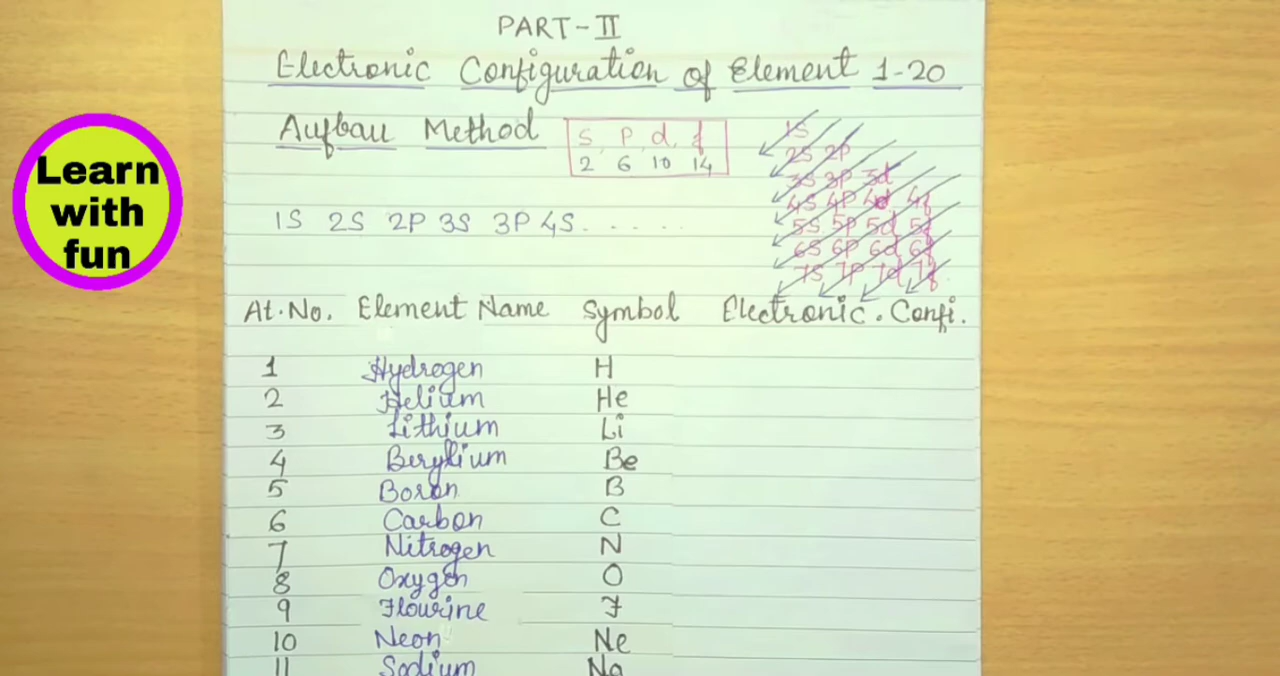 PART-II
Electronic Configuration of Element 1-20
Aufbau Method
S, P, d, f
2 6 10 14
1S
2S 2P
3S 3P 3d
4S 4P 4d 4f
5S 5P 5d 5f
6S 6P 6d 6f
7S 7P 7d 7f
1S 2S 2P 3S 3P 4S......
Learn
with
fun
At.No. Element Name Symbol Electronic. Confi.
1 Hydrogen H
2 Helium He
3 Lithium Li
4 Beryllium Be
5 Boron B
6 Carbon C
7 Nitrogen N
8 Oxygen O
9 Flourine F
10 Neon Ne
11 Sodium Na